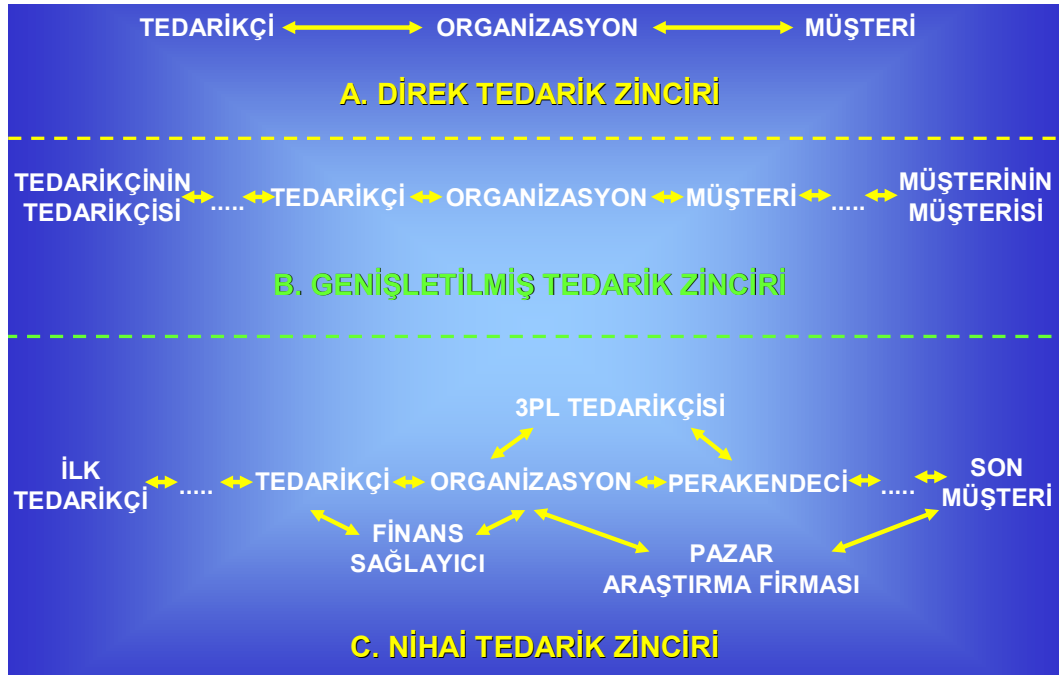 TEDARİKÇİ ORGANİZASYON MÜŞTERİ
A. DİREK TEDARİK ZİNCİRİ
TEDARİKÇİNİN
TEDARİKÇİSİ
..... TEDARİKÇİ ORGANİZASYON MÜŞTERİ .....
MÜŞTERİNİN
MÜŞTERİSİ
B. GENİŞLETİLMİŞ TEDARİK ZİNCİRİ
3PL TEDARİKÇİSİ
İLK
TEDARİKÇİ
..... TEDARİKÇİ ORGANİZASYON PERAKENDECİ .....
SON
MÜŞTERİ
FİNANS
SAĞLAYICI
PAZAR
ARAŞTIRMA FİRMASI
C. NİHAİ TEDARİK ZİNCİRİ